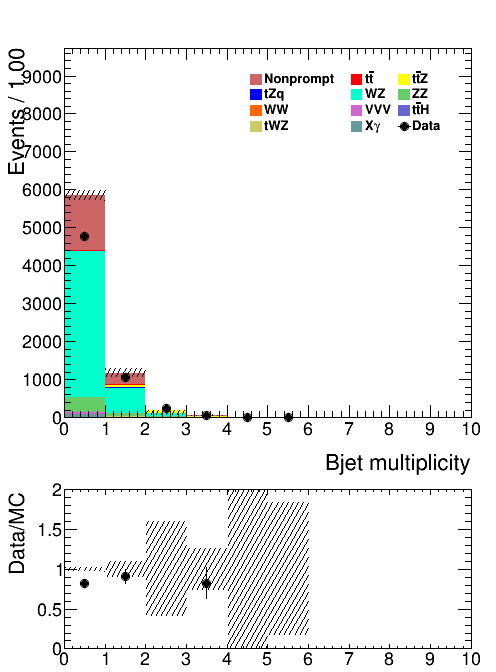 Events / 1.00
9000
8000
7000
6000
5000
4000
3000
2000
1000
0
Nonprompt tt̄ tt̄Z
tZq WZ ZZ
WW VVV tt̄H
tWZ Xγ Data
0 1 2 3 4 5 6 7 8 9 10
Bjet multiplicity
Data/MC
2
1.5
1
0.5
0
0 1 2 3 4 5 6 7 8 9 10